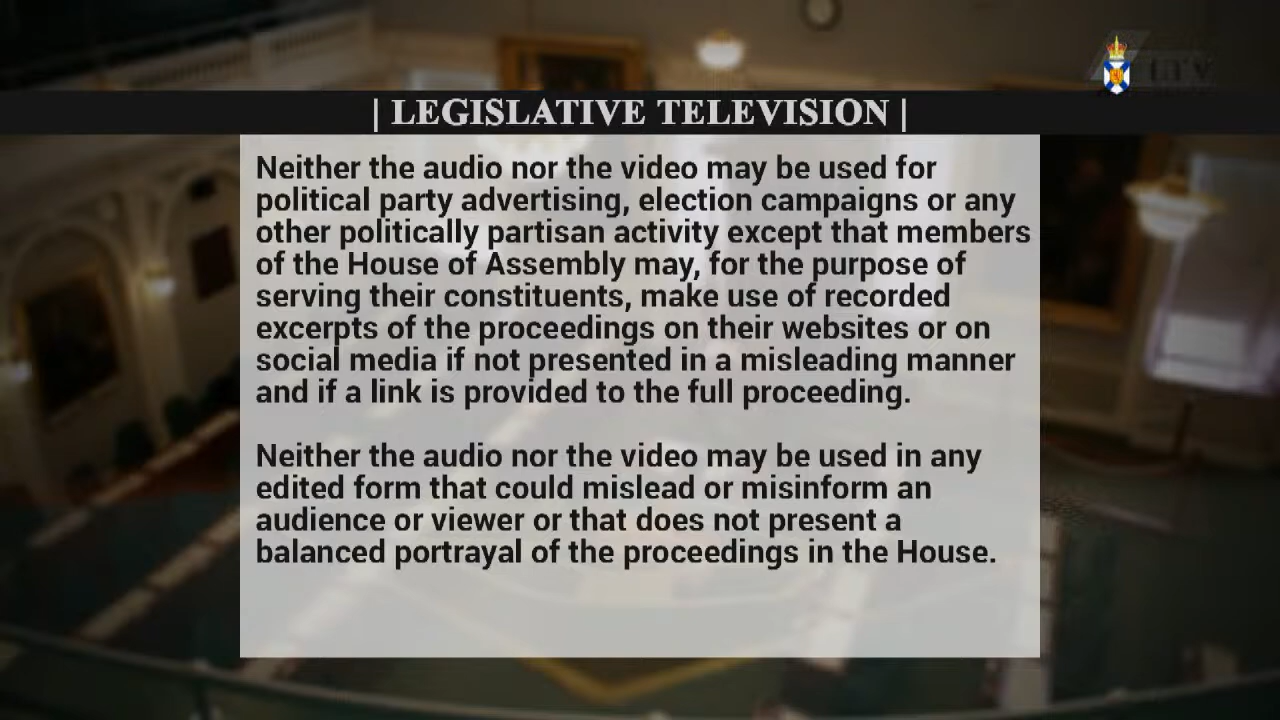 | LEGISLATIVE TELEVISION |
Neither the audio nor the video may be used for
political party advertising, election campaigns or any
other politically partisan activity except that members
of the House of Assembly may, for the purpose of
serving their constituents, make use of recorded
excerpts of the proceedings on their websites or on
social media if not presented in a misleading manner
and if a link is provided to the full proceeding.
Neither the audio nor the video may be used in any
edited form that could mislead or misinform an
audience or viewer or that does not present a
balanced portrayal of the proceedings in the House.